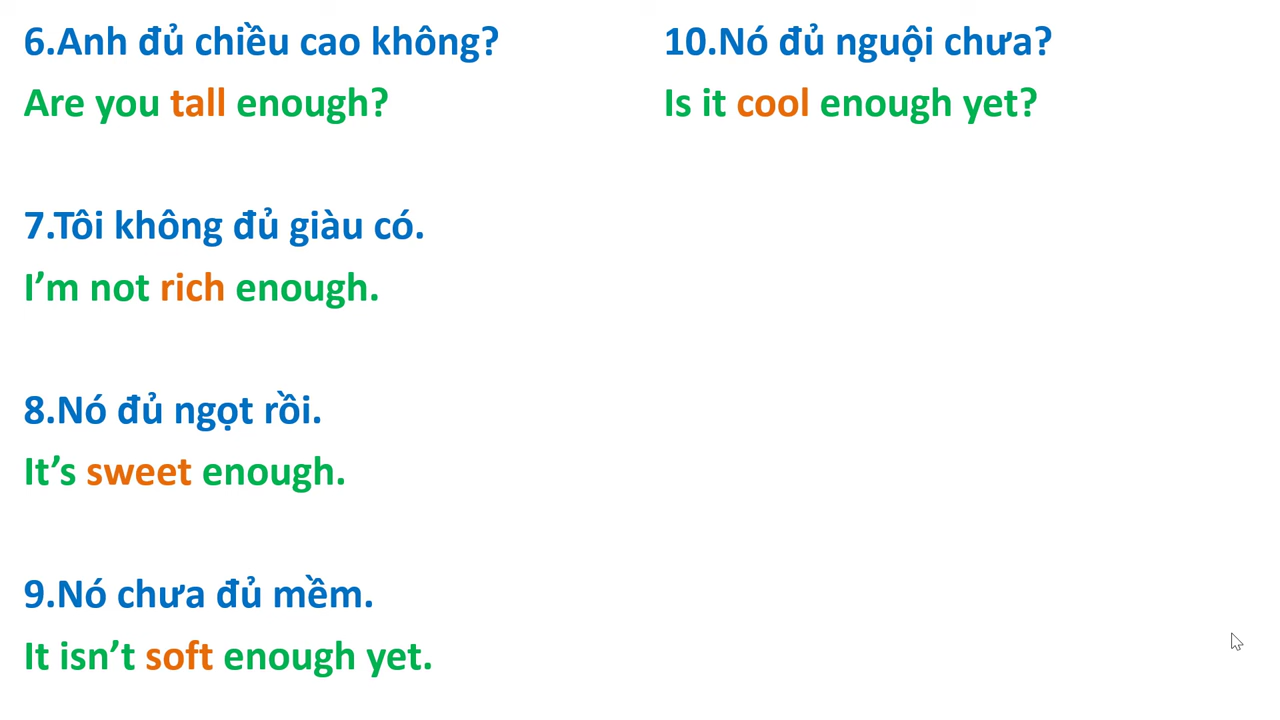 6.Anh đủ chiều cao không?
Are you tall enough?
7.Tôi không đủ giàu có.
I’m not rich enough.
8.Nó đủ ngọt rồi.
It’s sweet enough.
9.Nó chưa đủ mềm.
It isn’t soft enough yet.
10.Nó đủ nguội chưa?
Is it cool enough yet?